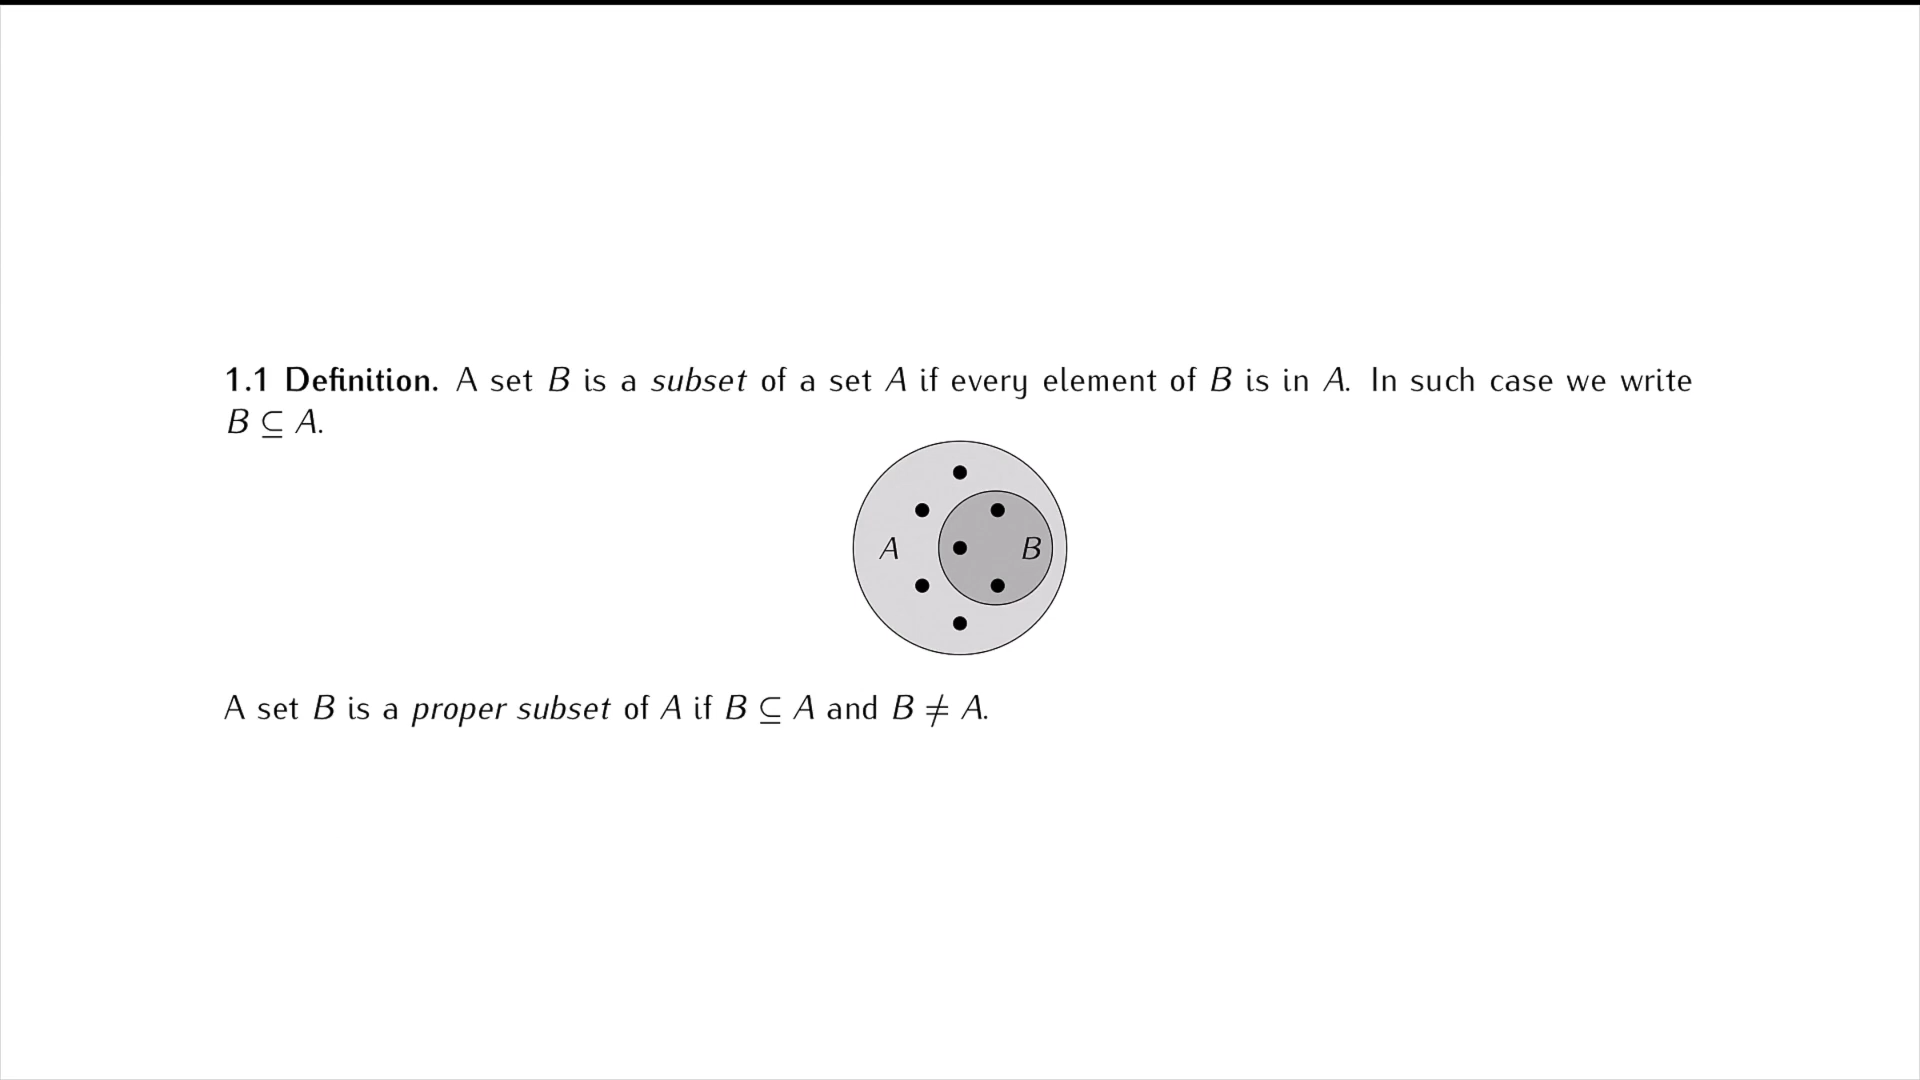 1.1 Definition. A set B is a subset of a set A if every element of B is in A. In such case we write
B ⊆ A.
A B
A set B is a proper subset of A if B ⊆ A and B ≠ A.